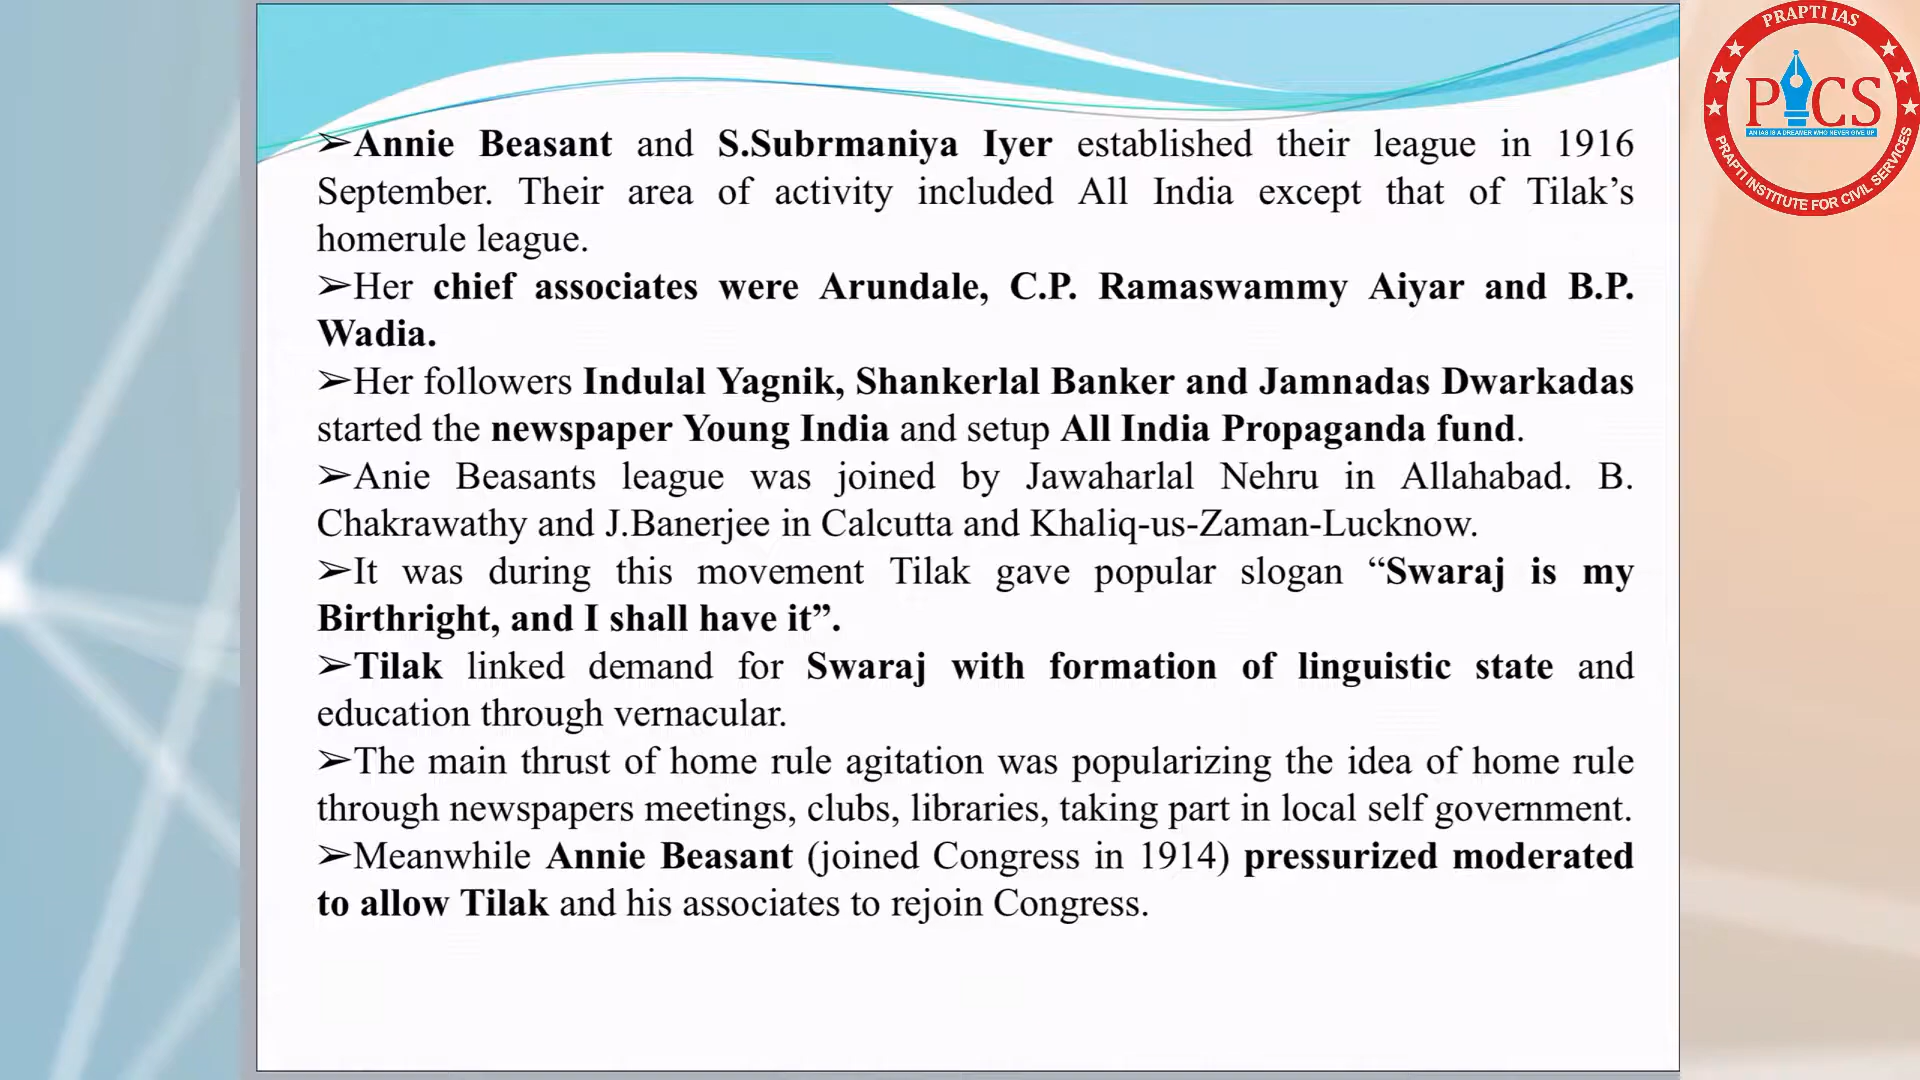 ➢Annie Beasant and S.Subrmaniya Iyer established their league in 1916
September. Their area of activity included All India except that of Tilak’s
homerule league.
➢Her chief associates were Arundale, C.P. Ramaswammy Aiyar and B.P.
Wadia.
➢Her followers Indulal Yagnik, Shankerlal Banker and Jamnadas Dwarkadas
started the newspaper Young India and setup All India Propaganda fund.
➢Anie Beasants league was joined by Jawaharlal Nehru in Allahabad. B.
Chakrawathy and J.Banerjee in Calcutta and Khaliq-us-Zaman-Lucknow.
➢It was during this movement Tilak gave popular slogan “Swaraj is my
Birthright, and I shall have it”.
➢Tilak linked demand for Swaraj with formation of linguistic state and
education through vernacular.
➢The main thrust of home rule agitation was popularizing the idea of home rule
through newspapers meetings, clubs, libraries, taking part in local self government.
➢Meanwhile Annie Beasant (joined Congress in 1914) pressurized moderated
to allow Tilak and his associates to rejoin Congress.
PRAPTI IAS
PICS
AN IAS IS A DREAMER WHO NEVER GIVE UP
PRAPTI INSTITUTE FOR CIVIL SERVICES